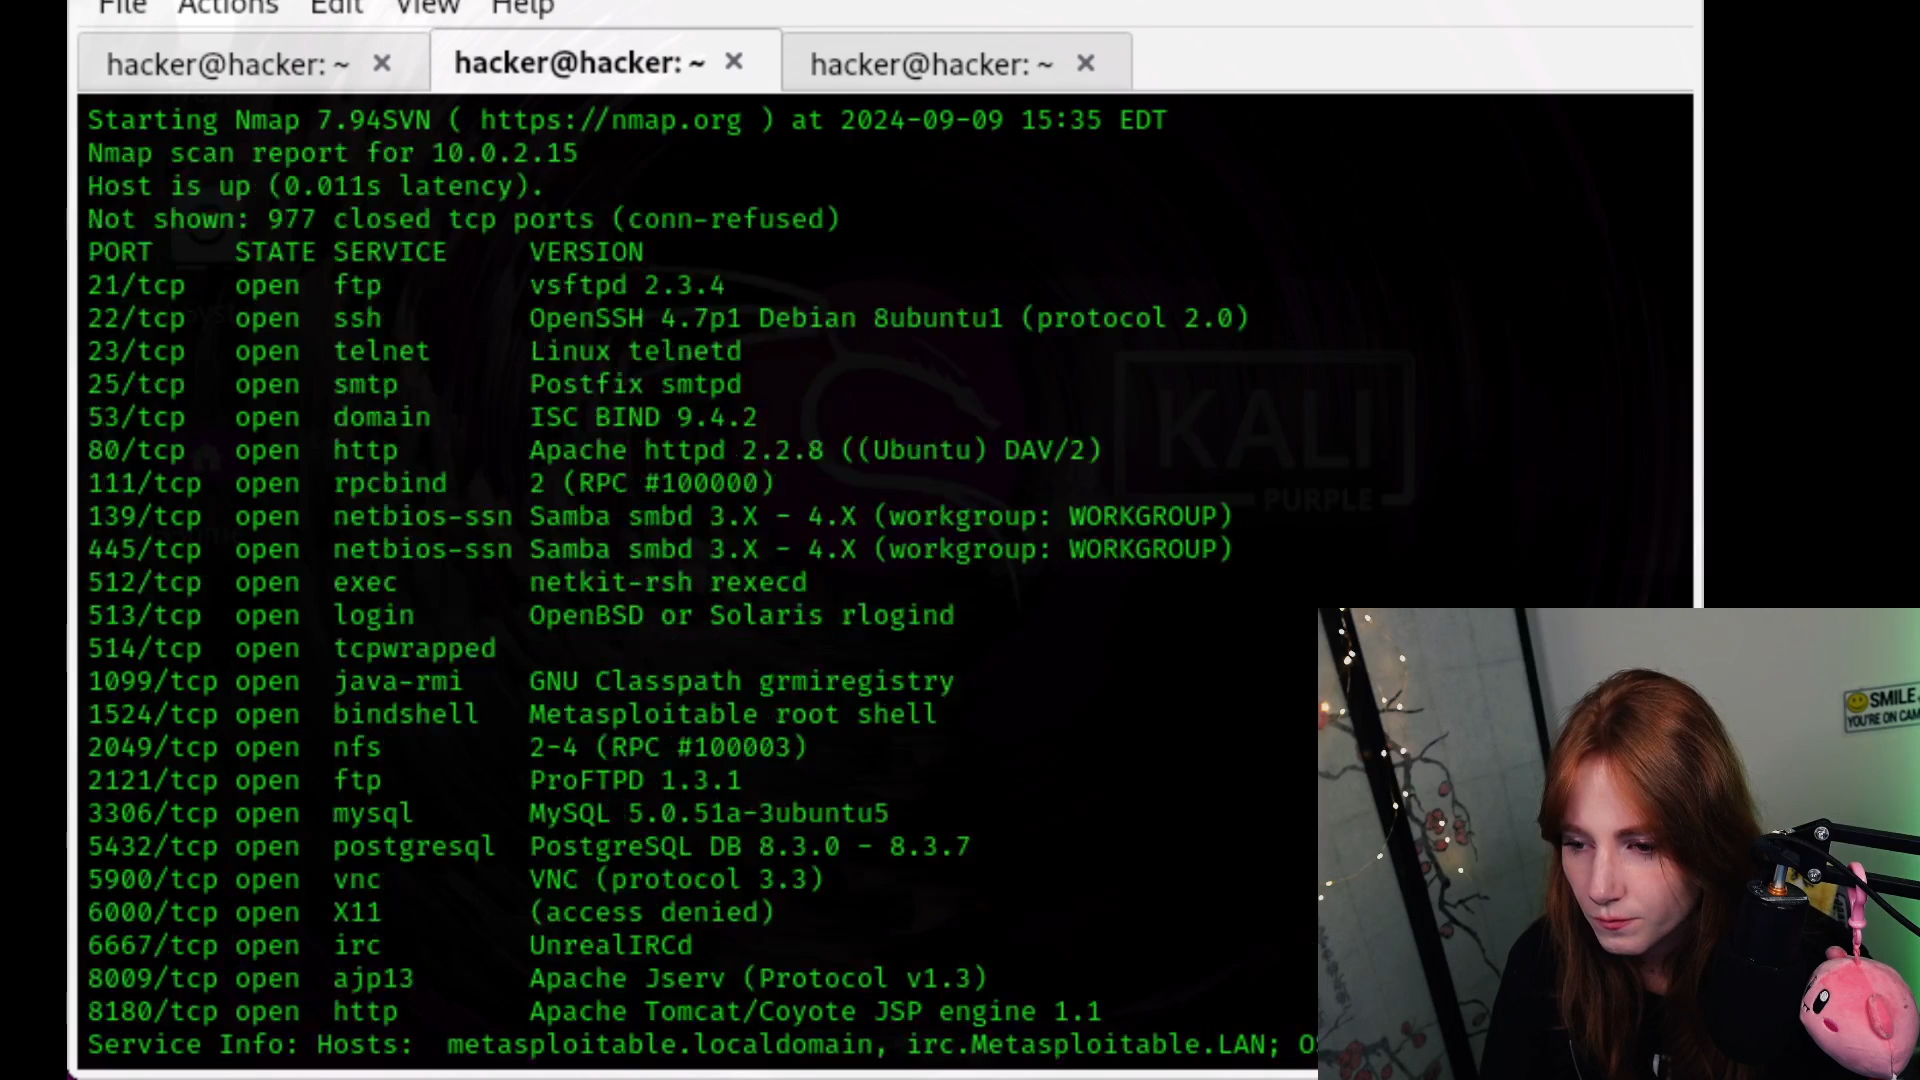 File Actions Edit View Help
hacker@hacker: ~ × hacker@hacker: ~ × hacker@hacker: ~ ×
Starting Nmap 7.94SVN ( https://nmap.org ) at 2024-09-09 15:35 EDT
Nmap scan report for 10.0.2.15
Host is up (0.011s latency).
Not shown: 977 closed tcp ports (conn-refused)
PORT STATE SERVICE VERSION
21/tcp open ftp vsftpd 2.3.4
22/tcp open ssh OpenSSH 4.7p1 Debian 8ubuntu1 (protocol 2.0)
23/tcp open telnet Linux telnetd
25/tcp open smtp Postfix smtpd
53/tcp open domain ISC BIND 9.4.2
80/tcp open http Apache httpd 2.2.8 ((Ubuntu) DAV/2)
111/tcp open rpcbind 2 (RPC #100000)
139/tcp open netbios-ssn Samba smbd 3.X - 4.X (workgroup: WORKGROUP)
445/tcp open netbios-ssn Samba smbd 3.X - 4.X (workgroup: WORKGROUP)
512/tcp open exec netkit-rsh rexecd
513/tcp open login OpenBSD or Solaris rlogind
514/tcp open tcpwrapped
1099/tcp open java-rmi GNU Classpath grmiregistry
1524/tcp open bindshell Metasploitable root shell
2049/tcp open nfs 2-4 (RPC #100003)
2121/tcp open ftp ProFTPD 1.3.1
3306/tcp open mysql MySQL 5.0.51a-3ubuntu5
5432/tcp open postgresql PostgreSQL DB 8.3.0 - 8.3.7
5900/tcp open vnc VNC (protocol 3.3)
6000/tcp open X11 (access denied)
6667/tcp open irc UnrealIRCd
8009/tcp open ajp13 Apache Jserv (Protocol v1.3)
8180/tcp open http Apache Tomcat/Coyote JSP engine 1.1
Service Info: Hosts: metasploitable.localdomain, irc.Metasploitable.LAN;
KALI
PURPLE
SMILE
YOU'RE ON CAM